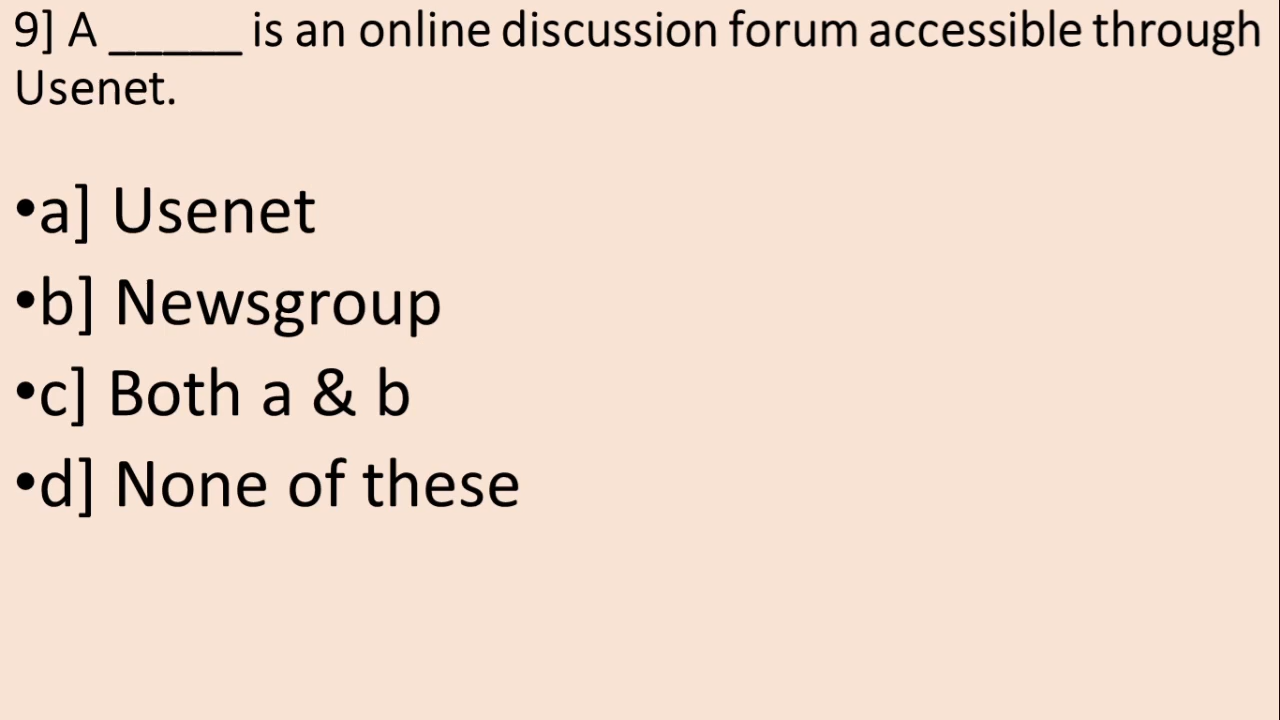 9] A _____ is an online discussion forum accessible through
Usenet.
•a] Usenet
•b] Newsgroup
•c] Both a & b
•d] None of these